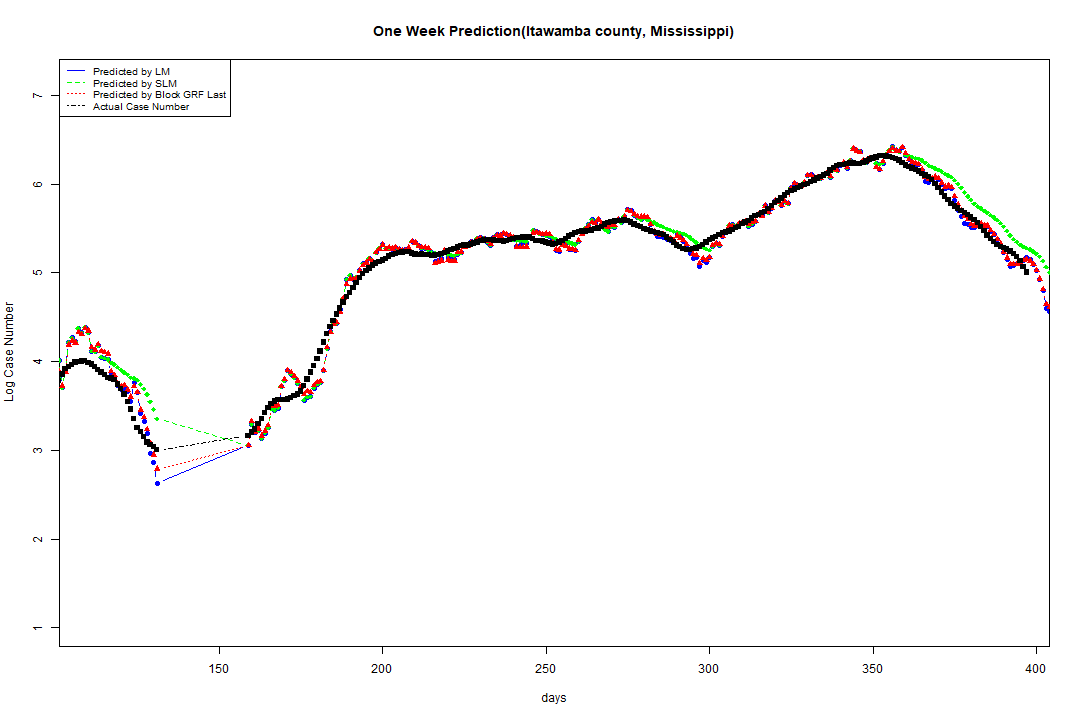 One Week Prediction(Itawamba county, Mississippi)
Predicted by LM
Predicted by SLM
Predicted by Block GRF Last
Actual Case Number
Log Case Number
7
6
5
4
3
2
1
150
200
250
300
350
400
days